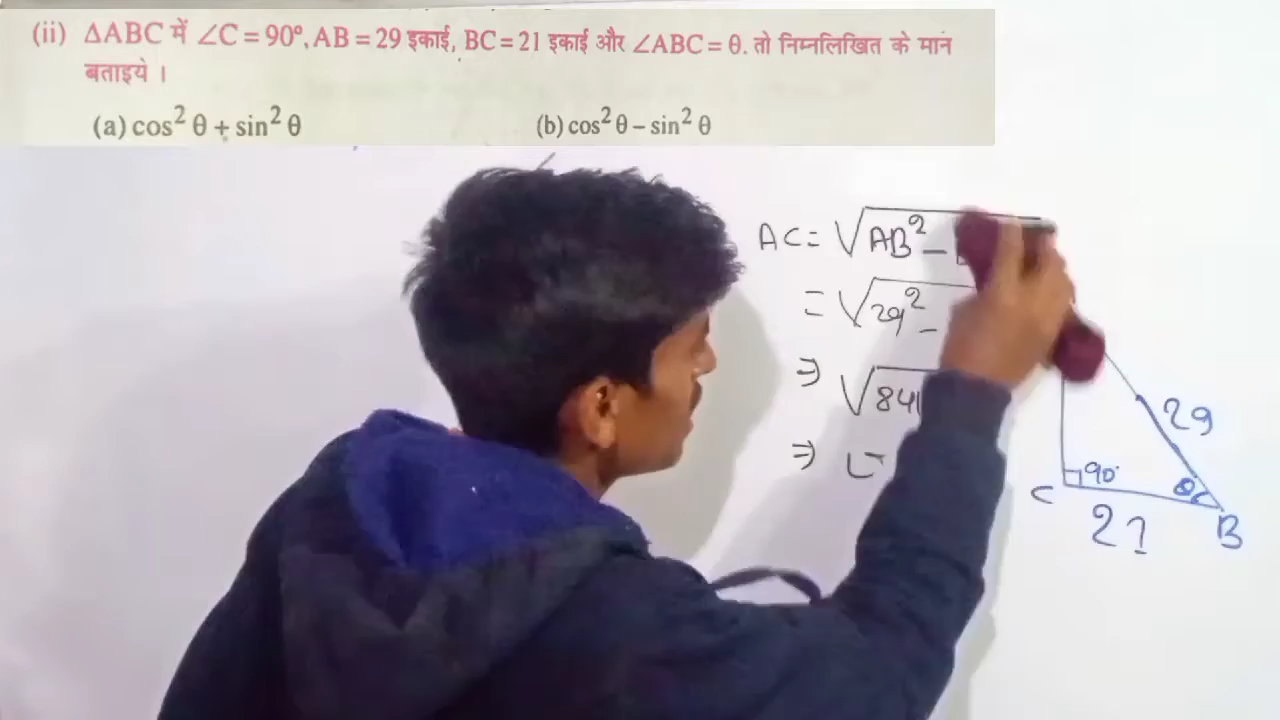 (ii) ΔABC में ∠C = 90°, AB = 29 इकाई, BC = 21 इकाई और ∠ABC = θ. तो निम्नलिखित के मान
बताइये ।
(a) cos² θ + sin² θ
(b) cos² θ – sin² θ
AC = √AB² –
= √29² –
⇒ √841
⇒
29
90°
θ
C
21
B